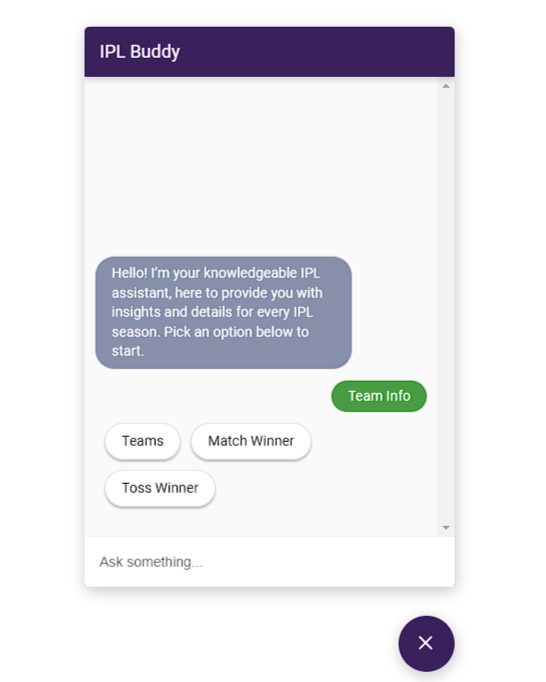 IPL Buddy
Hello! I'm your knowledgeable IPL
assistant, here to provide you with
insights and details for every IPL
season. Pick an option below to
start.
Team Info
Teams
Match Winner
Toss Winner
Ask something...